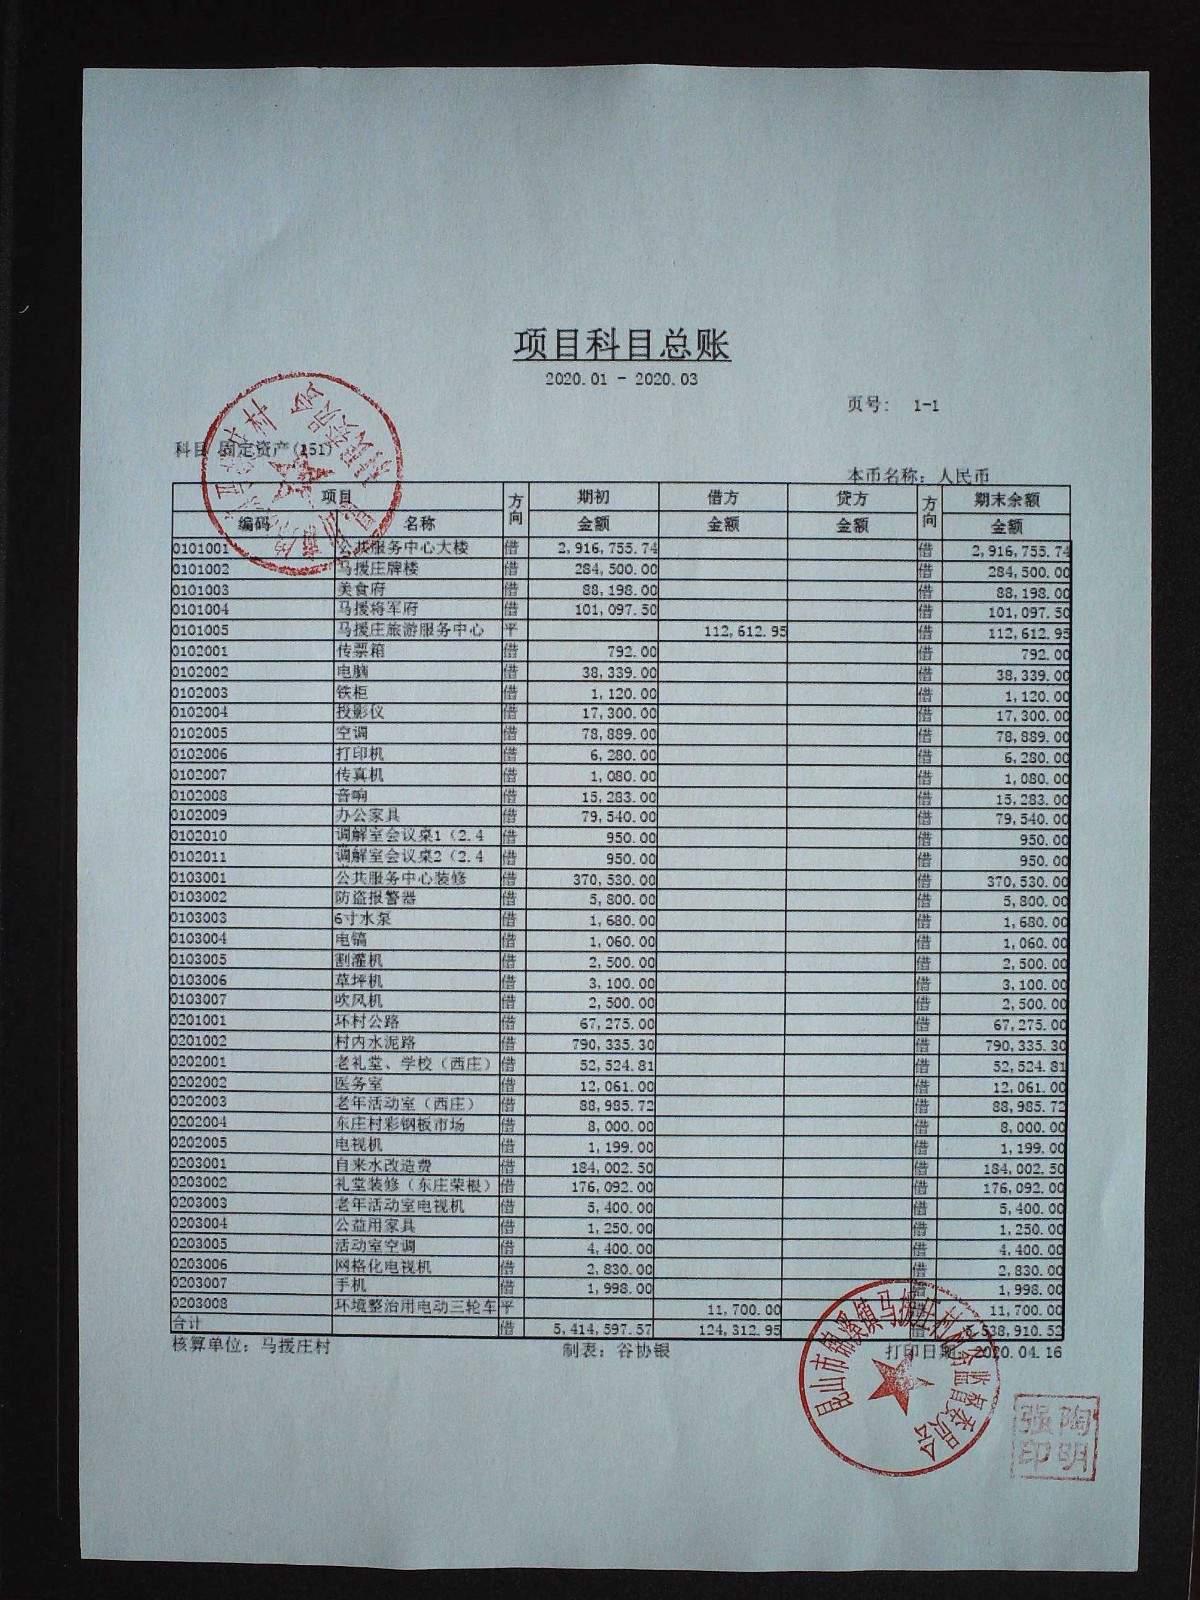 项目科目总账
2020.01 - 2020.03
页号: 1-1
科目 固定资产(151)
本币名称: 人民币
项目 方向 期初 借方 贷方 方向 期末余额
编码 名称 金额 金额 金额 金额
0101001 公共服务中心大楼 借 2,916,755.74 借 2,916,755.74
0101002 马援庄牌楼 借 284,500.00 借 284,500.00
0101003 美食府 借 88,198.00 借 88,198.00
0101004 马援将军府 借 101,097.50 借 101,097.50
0101005 马援庄旅游服务中心 平 112,612.95 借 112,612.95
0102001 传票箱 借 792.00 借 792.00
0102002 电脑 借 38,339.00 借 38,339.00
0102003 铁柜 借 1,120.00 借 1,120.00
0102004 投影仪 借 17,300.00 借 17,300.00
0102005 空调 借 78,889.00 借 78,889.00
0102006 打印机 借 6,280.00 借 6,280.00
0102007 传真机 借 1,080.00 借 1,080.00
0102008 音响 借 15,283.00 借 15,283.00
0102009 办公家具 借 79,540.00 借 79,540.00
0102010 调解室会议桌1（2.4 借 950.00 借 950.00
0102011 调解室会议桌2（2.4 借 950.00 借 950.00
0103001 公共服务中心装修 借 370,530.00 借 370,530.00
0103002 防盗报警器 借 5,800.00 借 5,800.00
0103003 6寸水泵 借 1,680.00 借 1,680.00
0103004 电镐 借 1,060.00 借 1,060.00
0103005 割灌机 借 2,500.00 借 2,500.00
0103006 草坪机 借 3,100.00 借 3,100.00
0103007 吹风机 借 2,500.00 借 2,500.00
0201001 环村公路 借 67,275.00 借 67,275.00
0201002 村内水泥路 借 790,335.30 借 790,335.30
0202001 老礼堂、学校（西庄） 借 52,524.81 借 52,524.81
0202002 医务室 借 12,061.00 借 12,061.00
0202003 老年活动室（西庄） 借 88,985.72 借 88,985.72
0202004 东庄村彩钢板市场 借 8,000.00 借 8,000.00
0202005 电视机 借 1,199.00 借 1,199.00
0203001 自来水改造费 借 184,002.50 借 184,002.50
0203002 礼堂装修（东庄荣根） 借 176,092.00 借 176,092.00
0203003 老年活动室电视机 借 5,400.00 借 5,400.00
0203004 公益用家具 借 1,250.00 借 1,250.00
0203005 活动室空调 借 4,400.00 借 4,400.00
0203006 网格化电视机 借 2,830.00 借 2,830.00
0203007 手机 借 1,998.00 借 1,998.00
0203008 环境整治用电动三轮车 平 11,700.00 借 11,700.00
合计 借 5,414,597.57 124,312.95 借 38,910.52
核算单位: 马援庄村 制表: 谷协银 打印日期: 2020.04.16
昆山市锦溪镇马援庄村村务监督委员会
陶明强印